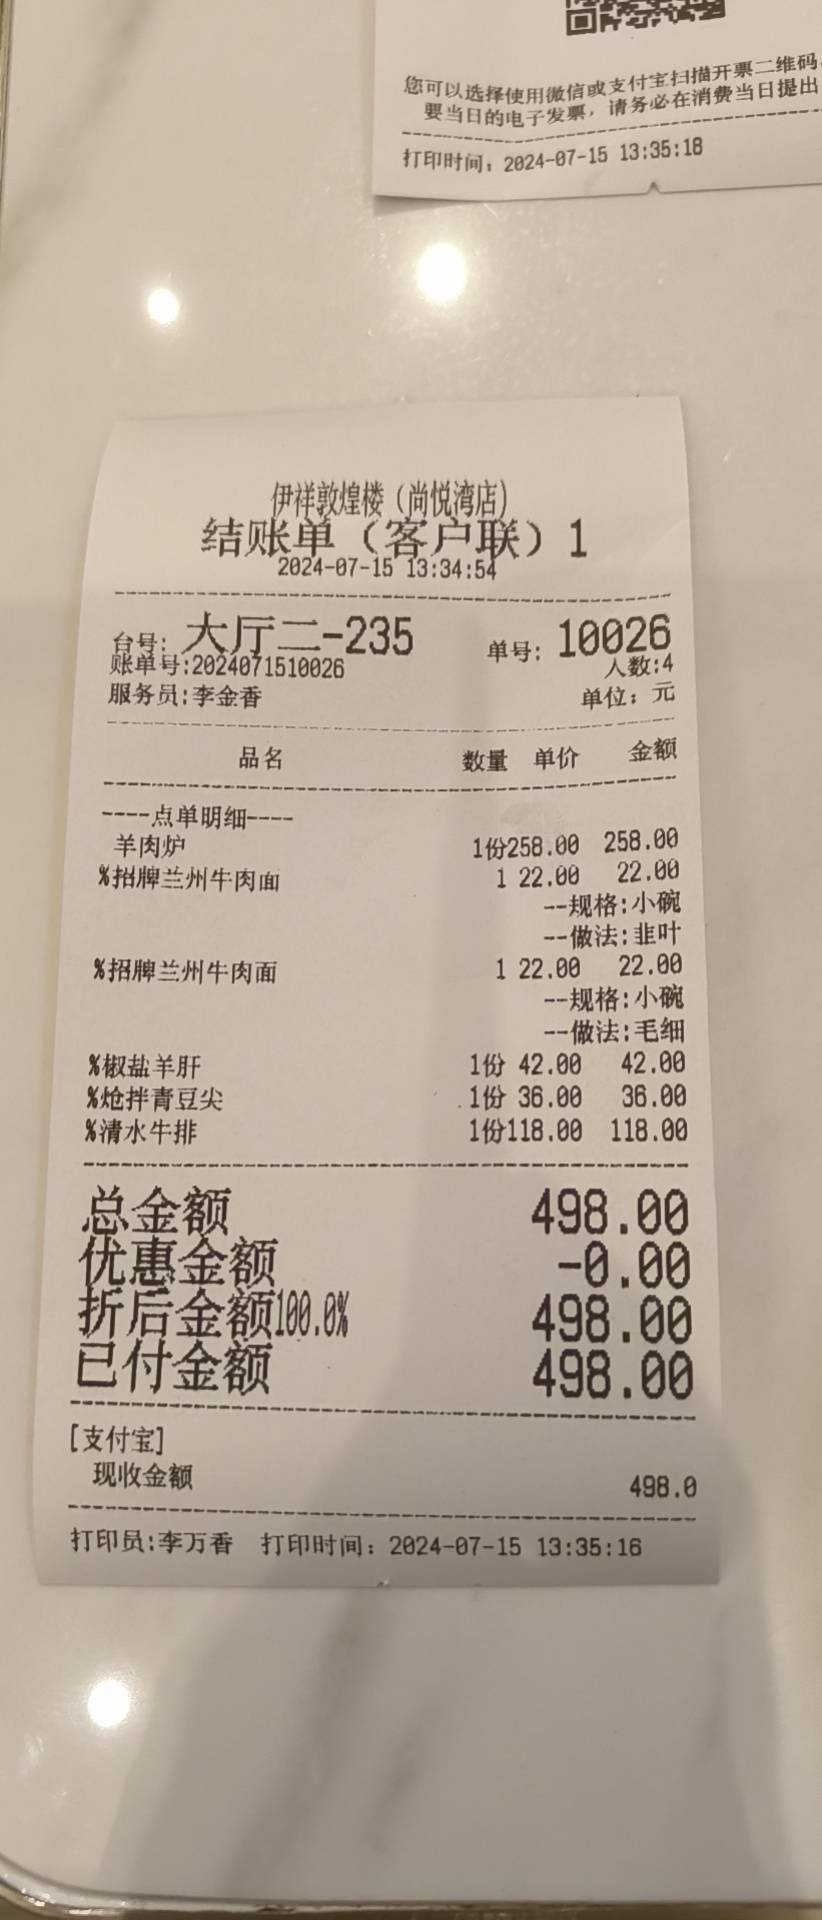 您可以选择使用微信或支付宝扫描开票二维码
要当日的电子发票，请务必在消费当日提出
打印时间：2024-07-15 13:35:18
伊祥敦煌楼（尚悦湾店）
结账单（客户联）1
2024-07-15 13:34:54
台号：大厅二-235 单号：10026
账单号:2024071510026 人数:4
服务员:李金香 单位：元
品名 数量 单价 金额
----点单明细----
羊肉炉 1份258.00 258.00
%招牌兰州牛肉面 1 22.00 22.00
--规格:小碗
--做法:韭叶
%招牌兰州牛肉面 1 22.00 22.00
--规格:小碗
--做法:毛细
%椒盐羊肝 1份 42.00 42.00
%炝拌青豆尖 1份 36.00 36.00
%清水牛排 1份118.00 118.00
总金额 498.00
优惠金额 -0.00
折后金额100.0% 498.00
已付金额 498.00
[支付宝]
现收金额 498.0
打印员:李万香 打印时间：2024-07-15 13:35:16